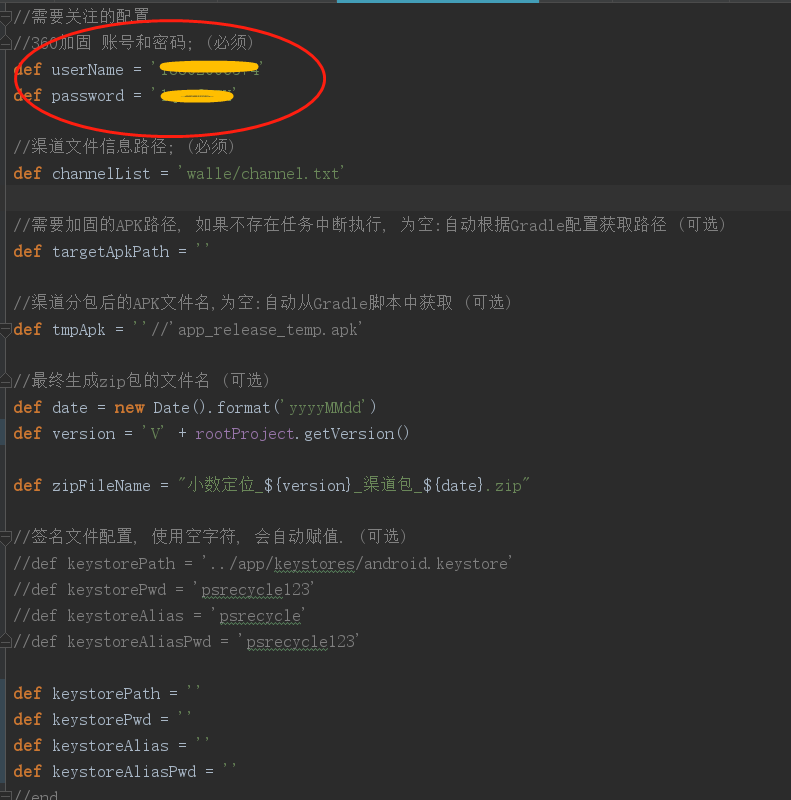 //需要关注的配置
//360加固 账号和密码; (必须)
def userName = '
def password = '
//渠道文件信息路径; (必须)
def channelList = 'walle/channel.txt'
//需要加固的APK路径, 如果不存在任务中断执行, 为空:自动根据Gradle配置获取路径 (可选)
def targetApkPath = ''
//渠道分包后的APK文件名,为空:自动从Gradle脚本中获取 (可选)
def tmpApk = ''//'app_release_temp.apk'
//最终生成zip包的文件名 (可选)
def date = new Date().format('yyyyMMdd')
def version = 'V' + rootProject.getVersion()
def zipFileName = "小数定位_${version}_渠道包_${date}.zip"
//签名文件配置, 使用空字符, 会自动赋值. (可选)
//def keystorePath = '../app/keystores/android.keystore'
//def keystorePwd = 'psrecycle123'
//def keystoreAlias = 'psrecycle'
//def keystoreAliasPwd = 'psrecycle123'
def keystorePath = ''
def keystorePwd = ''
def keystoreAlias = ''
def keystoreAliasPwd = ''
//end